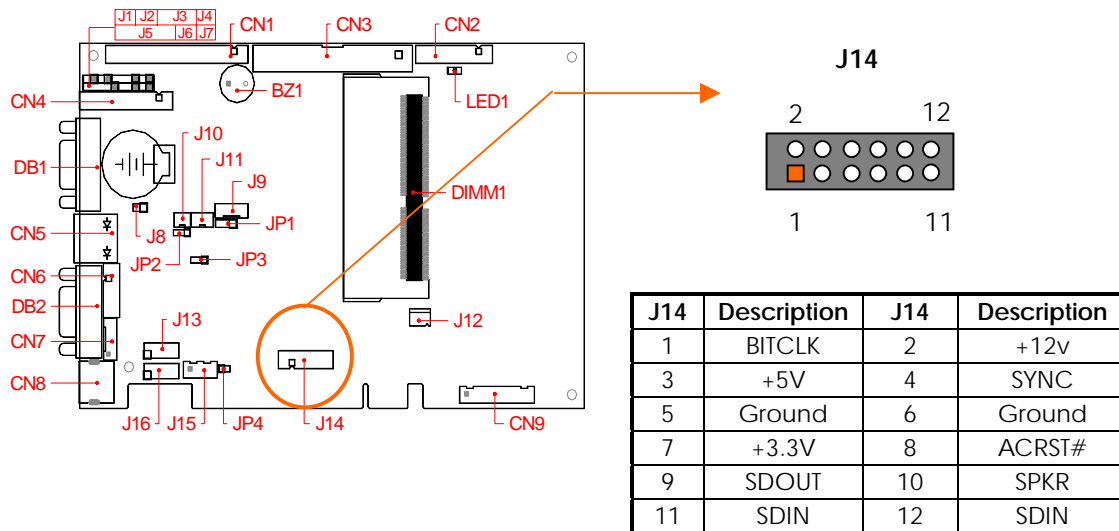 J1 J2 J3 J4
J5 J6 J7
CN1
CN3
CN2
J14
CN4
BZ1
LED1
2 12
J10
DB1
J11
J9
DIMM1
1 11
CN5
J8
JP1
JP2
JP3
CN6
DB2
J13
J12
CN7
CN8
J16 J15 JP4 J14
CN9
J14 Description J14 Description
1 BITCLK 2 +12v
3 +5V 4 SYNC
5 Ground 6 Ground
7 +3.3V 8 ACRST#
9 SDOUT 10 SPKR
11 SDIN 12 SDIN